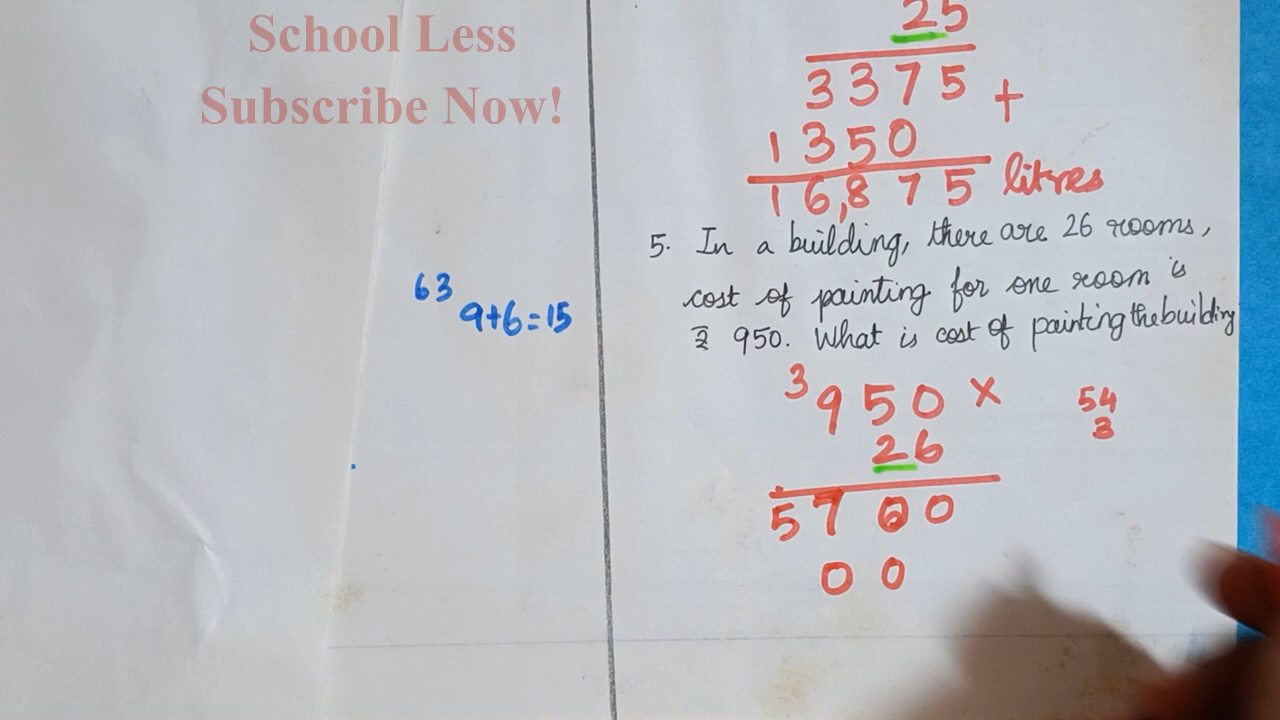 School Less
Subscribe Now!
25
3375 +
1350
16,875 litres
63
9+6=15
5. In a building, there are 26 rooms,
cost of painting for one room is
₹ 950. What is cost of painting the building
3
950 ×
54
3
26
5700
00